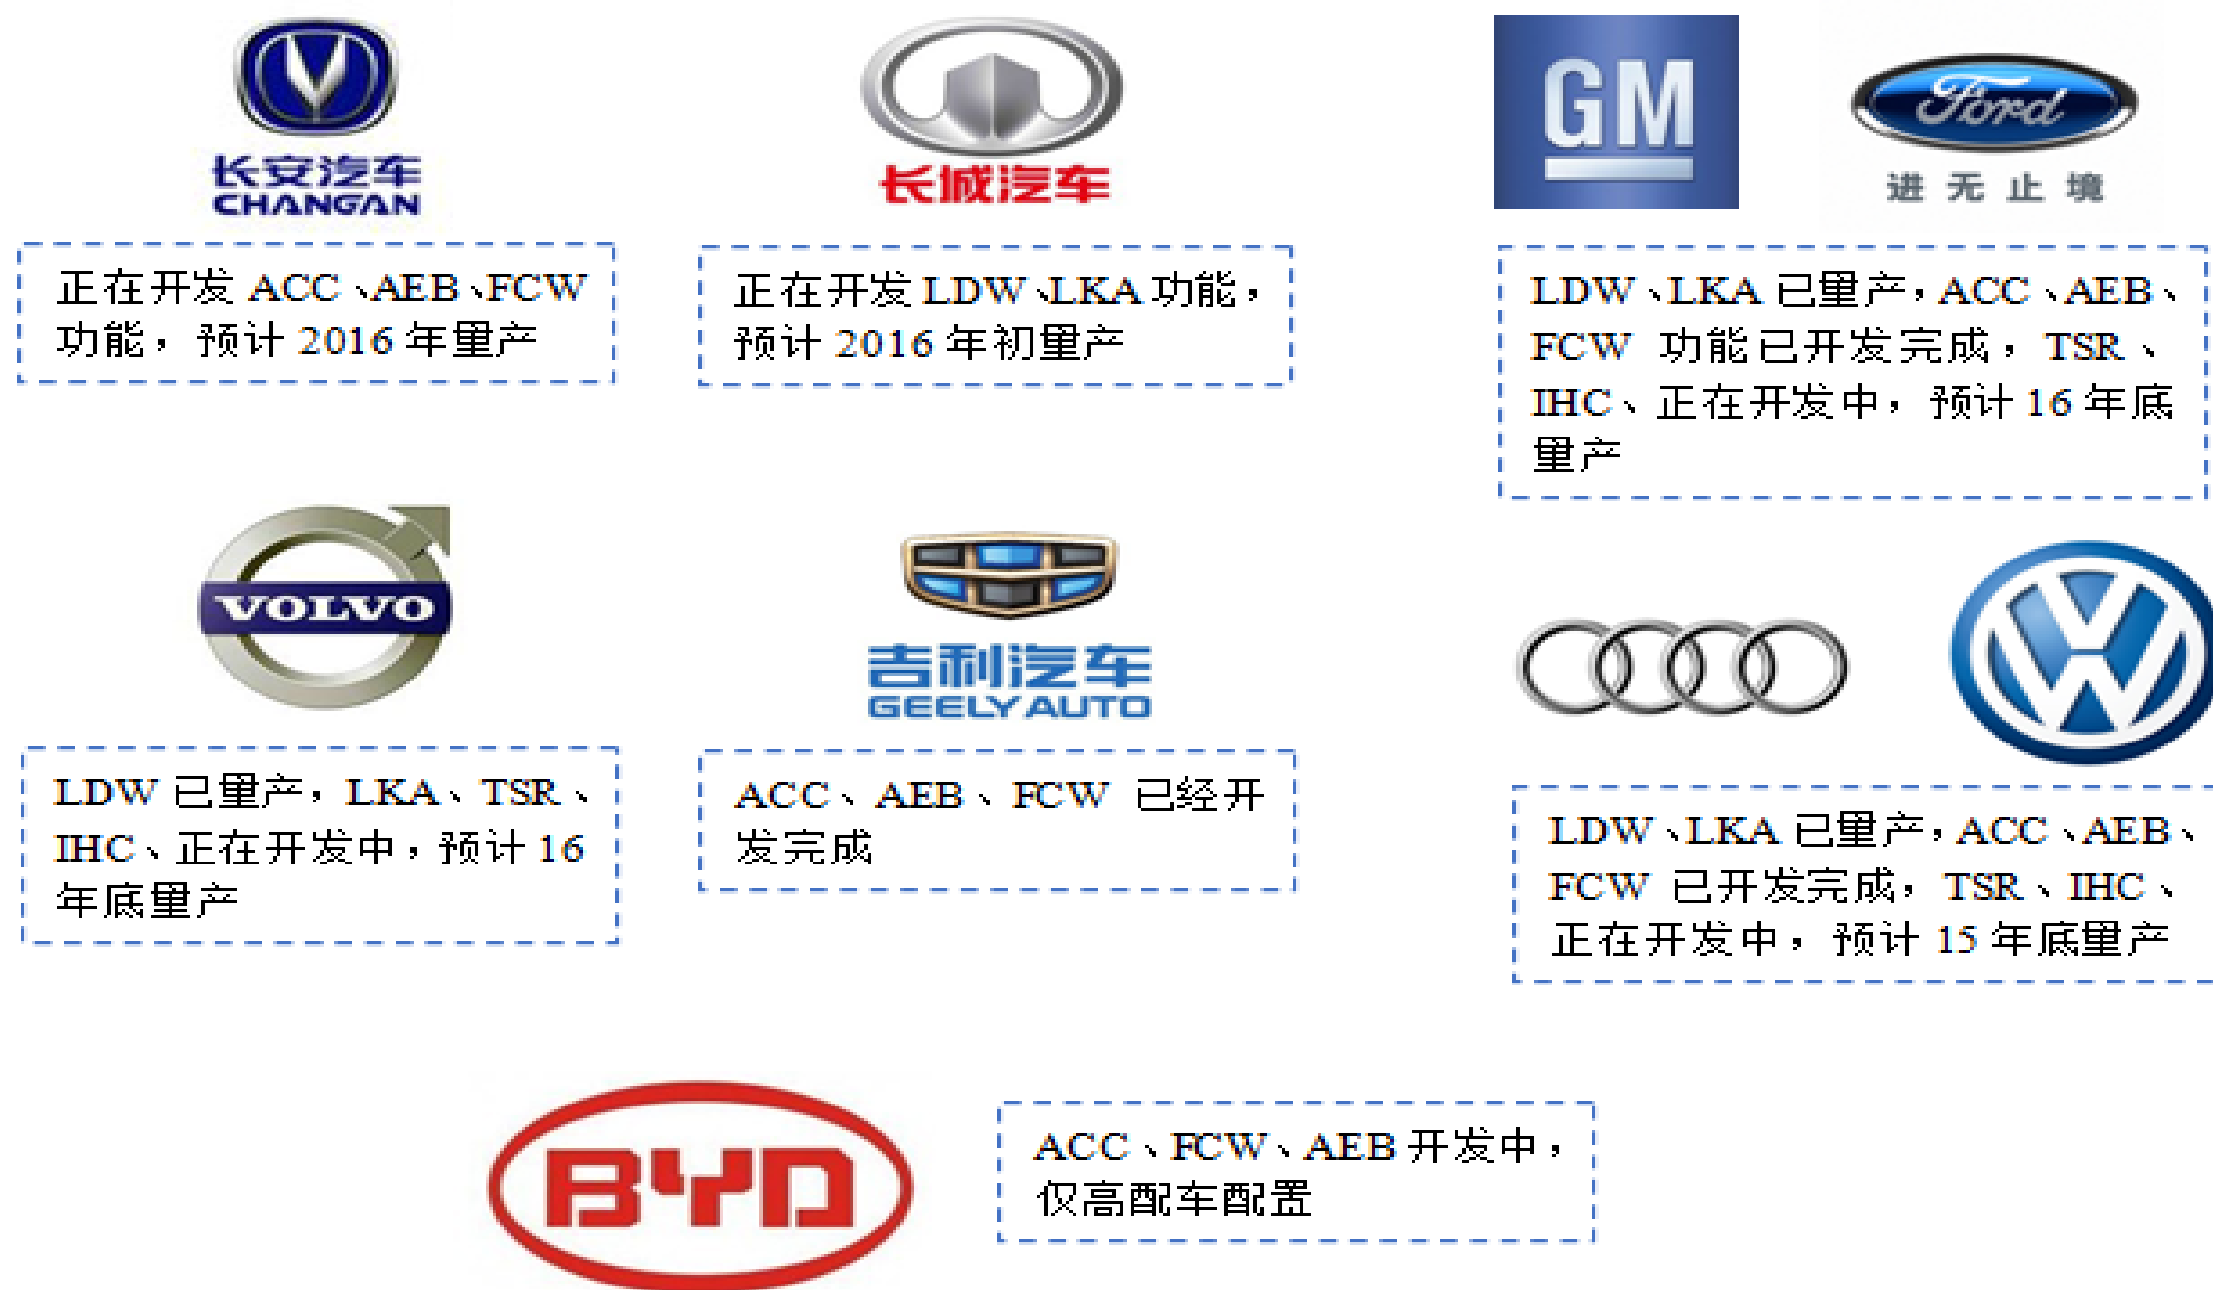 长安汽车
CHANGAN
正在开发 ACC、AEB、FCW
功能，预计 2016 年量产
长城汽车
正在开发 LDW、LKA 功能，
预计 2016 年初量产
GM
Ford
进无止境
LDW、LKA 已量产，ACC、AEB、
FCW 功能已开发完成，TSR、
IHC、正在开发中，预计 16 年底
量产
VOLVO
LDW 已量产，LKA、TSR、
IHC、正在开发中，预计 16
年底量产
吉利汽车
GEELY AUTO
ACC、AEB、FCW 已经开
发完成
LDW、LKA 已量产，ACC、AEB、
FCW 已开发完成，TSR、IHC、
正在开发中，预计 15 年底量产
BYD
ACC、FCW、AEB 开发中，
仅高配车配置